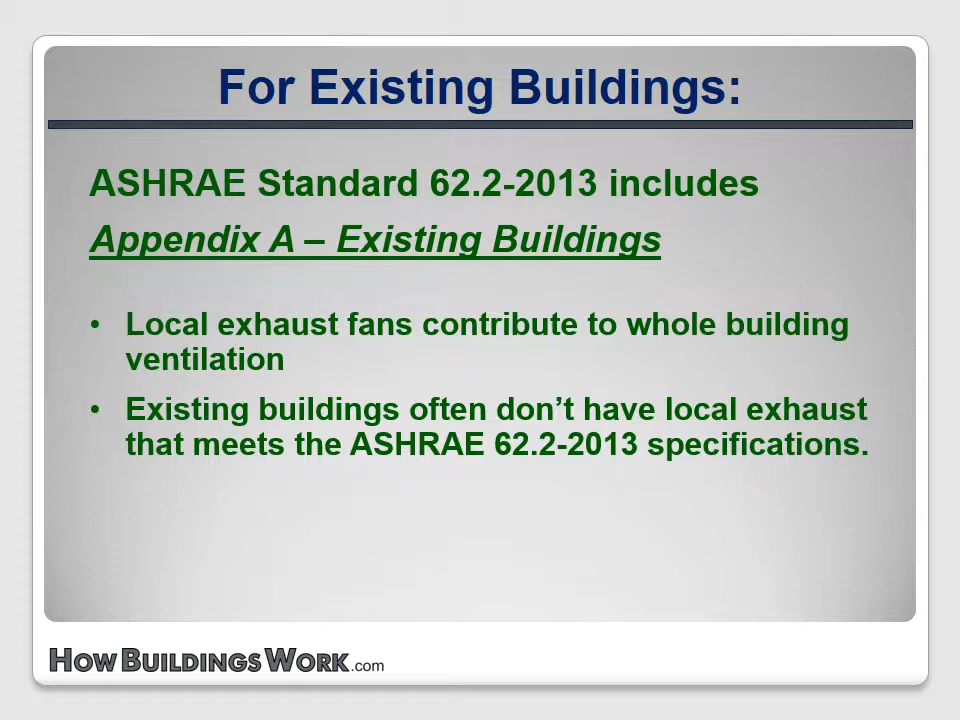 For Existing Buildings:
ASHRAE Standard 62.2-2013 includes
Appendix A – Existing Buildings
• Local exhaust fans contribute to whole building
ventilation
• Existing buildings often don’t have local exhaust
that meets the ASHRAE 62.2-2013 specifications.
HOW BUILDINGS WORK.com